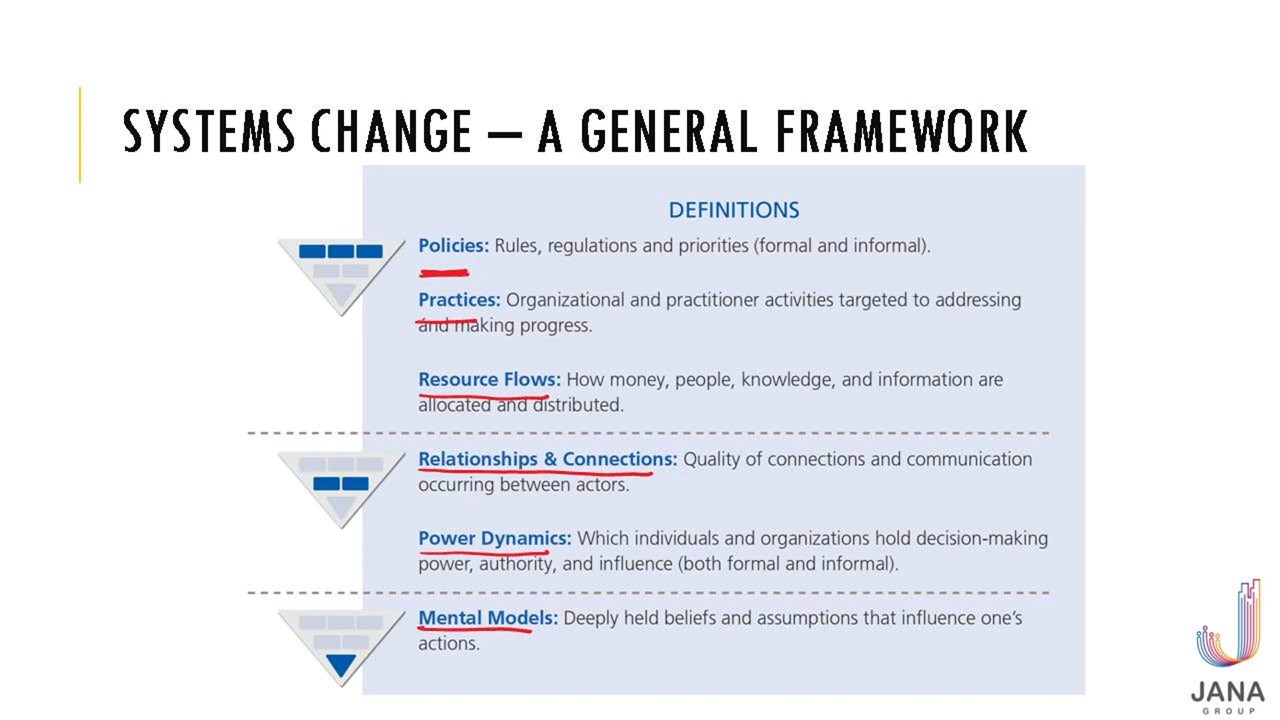 SYSTEMS CHANGE – A GENERAL FRAMEWORK
DEFINITIONS
Policies: Rules, regulations and priorities (formal and informal).
Practices: Organizational and practitioner activities targeted to addressing
and making progress.
Resource Flows: How money, people, knowledge, and information are
allocated and distributed.
Relationships & Connections: Quality of connections and communication
occurring between actors.
Power Dynamics: Which individuals and organizations hold decision-making
power, authority, and influence (both formal and informal).
Mental Models: Deeply held beliefs and assumptions that influence one’s
actions.
JANA
GROUP